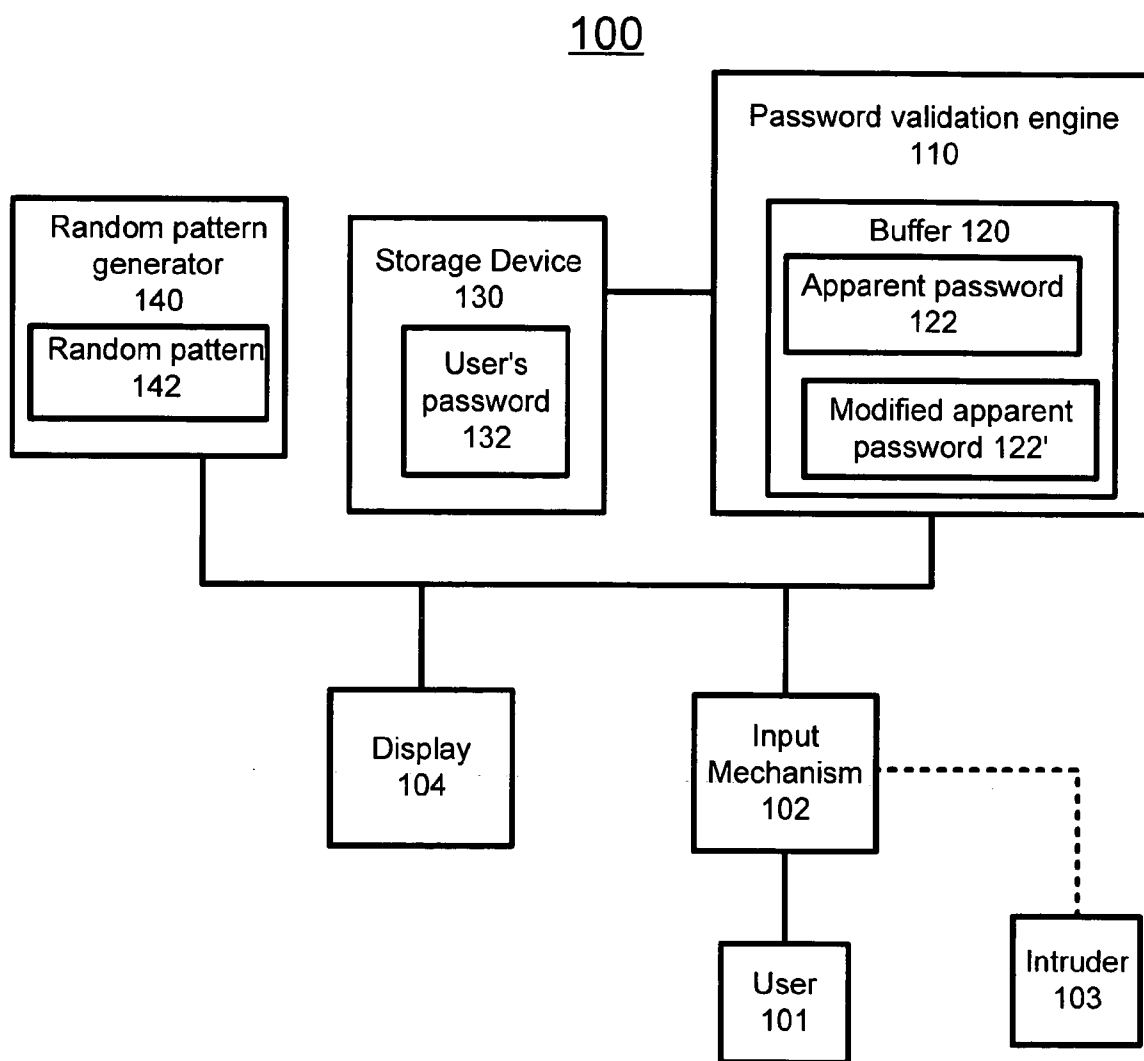 100
Password validation engine
110
Buffer 120
Apparent password
122
Modified apparent
password 122'
Random pattern
generator
140
Random pattern
142
Storage Device
130
User's
password
132
Display
104
Input
Mechanism
102
User
101
Intruder
103